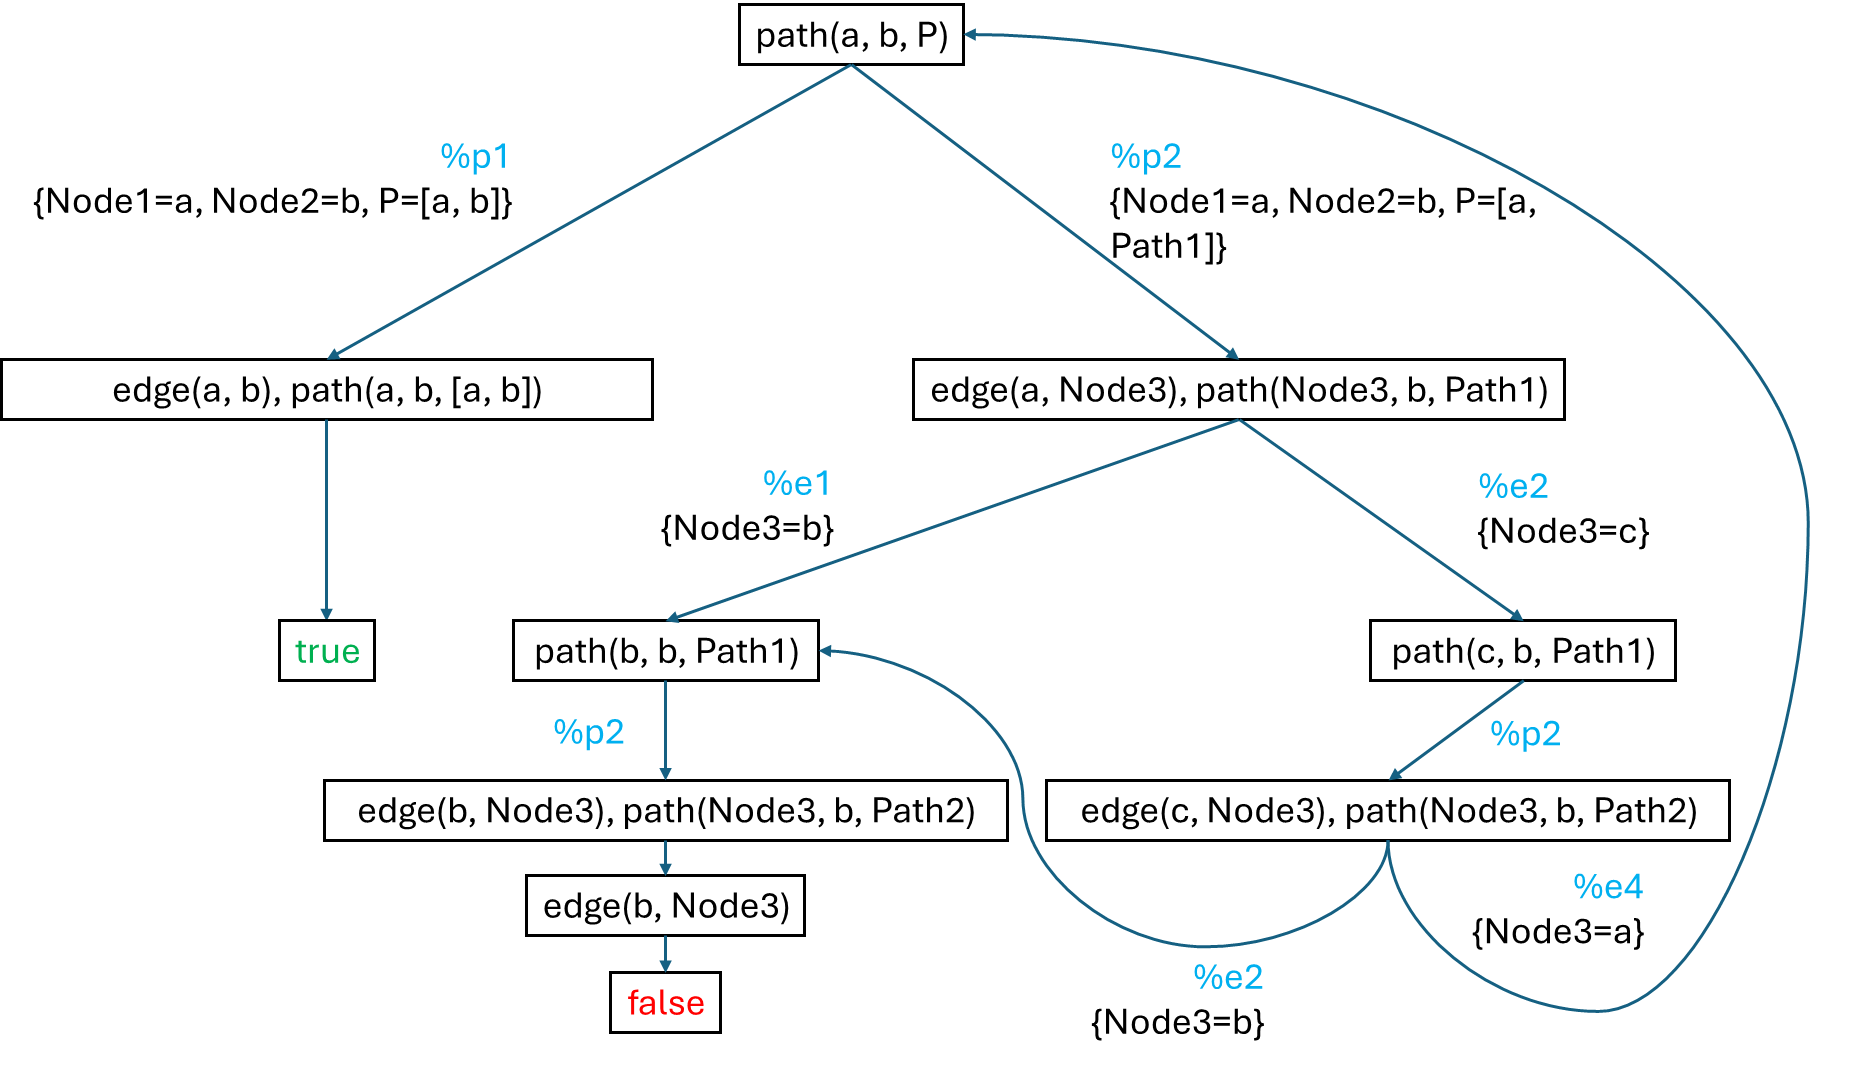 path(a, b, P)
%p1
{Node1=a, Node2=b, P=[a, b]}
%p2
{Node1=a, Node2=b, P=[a,
Path1]}
edge(a, b), path(a, b, [a, b])
edge(a, Node3), path(Node3, b, Path1)
%e1
{Node3=b}
%e2
{Node3=c}
true
path(b, b, Path1)
path(c, b, Path1)
%p2
%p2
edge(b, Node3), path(Node3, b, Path2)
edge(c, Node3), path(Node3, b, Path2)
edge(b, Node3)
%e4
{Node3=a}
false
%e2
{Node3=b}